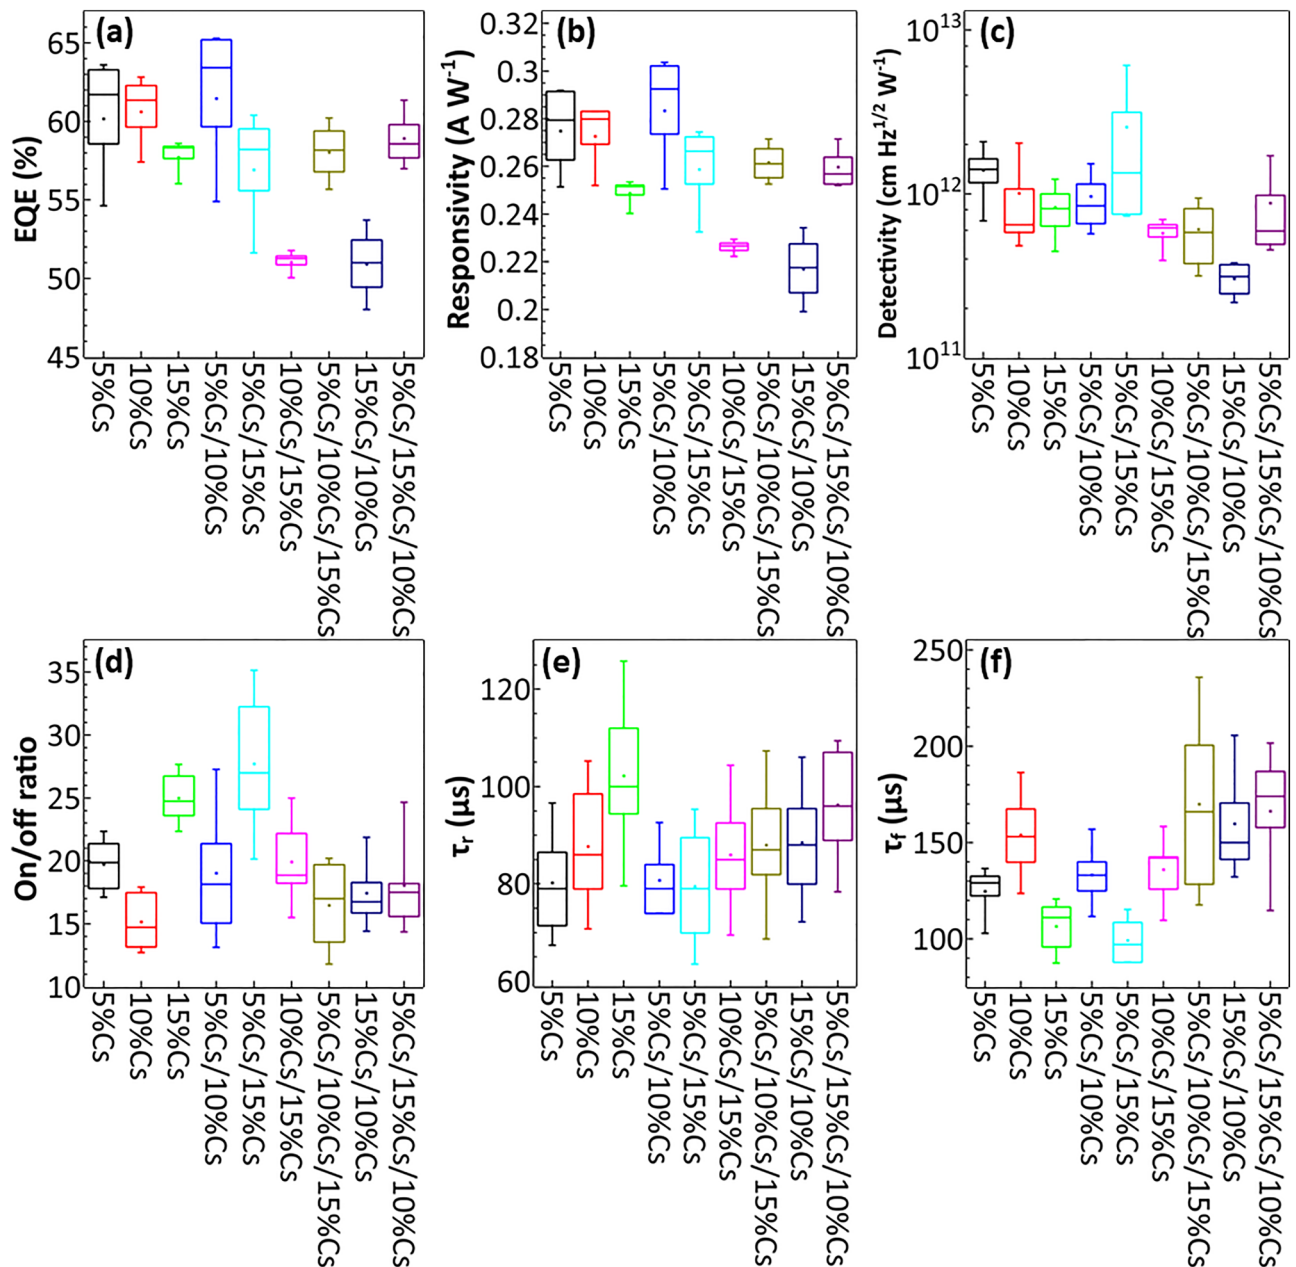 (a)
EQE (%)
65
60
55
50
45
5%Cs
10%Cs
15%Cs
5%Cs/10%Cs
5%Cs/15%Cs
10%Cs/15%Cs
5%Cs/10%Cs/15%Cs
15%Cs/10%Cs
5%Cs/15%Cs/10%Cs
(b)
Responsivity (A W-1)
0.32
0.3
0.28
0.26
0.24
0.22
0.2
0.18
5%Cs
10%Cs
15%Cs
5%Cs/10%Cs
5%Cs/15%Cs
10%Cs/15%Cs
5%Cs/10%Cs/15%Cs
15%Cs/10%Cs
5%Cs/15%Cs/10%Cs
(c)
Detectivity (cm Hz1/2 W-1)
10^13
10^12
10^11
5%Cs
10%Cs
15%Cs
5%Cs/10%Cs
5%Cs/15%Cs
10%Cs/15%Cs
5%Cs/10%Cs/15%Cs
15%Cs/10%Cs
5%Cs/15%Cs/10%Cs
(d)
On/off ratio
35
30
25
20
15
10
5%Cs
10%Cs
15%Cs
5%Cs/10%Cs
5%Cs/15%Cs
10%Cs/15%Cs
5%Cs/10%Cs/15%Cs
15%Cs/10%Cs
5%Cs/15%Cs/10%Cs
(e)
τr (μs)
120
100
80
60
5%Cs
10%Cs
15%Cs
5%Cs/10%Cs
5%Cs/15%Cs
10%Cs/15%Cs
5%Cs/10%Cs/15%Cs
15%Cs/10%Cs
5%Cs/15%Cs/10%Cs
(f)
τf (μs)
250
200
150
100
5%Cs
10%Cs
15%Cs
5%Cs/10%Cs
5%Cs/15%Cs
10%Cs/15%Cs
5%Cs/10%Cs/15%Cs
15%Cs/10%Cs
5%Cs/15%Cs/10%Cs